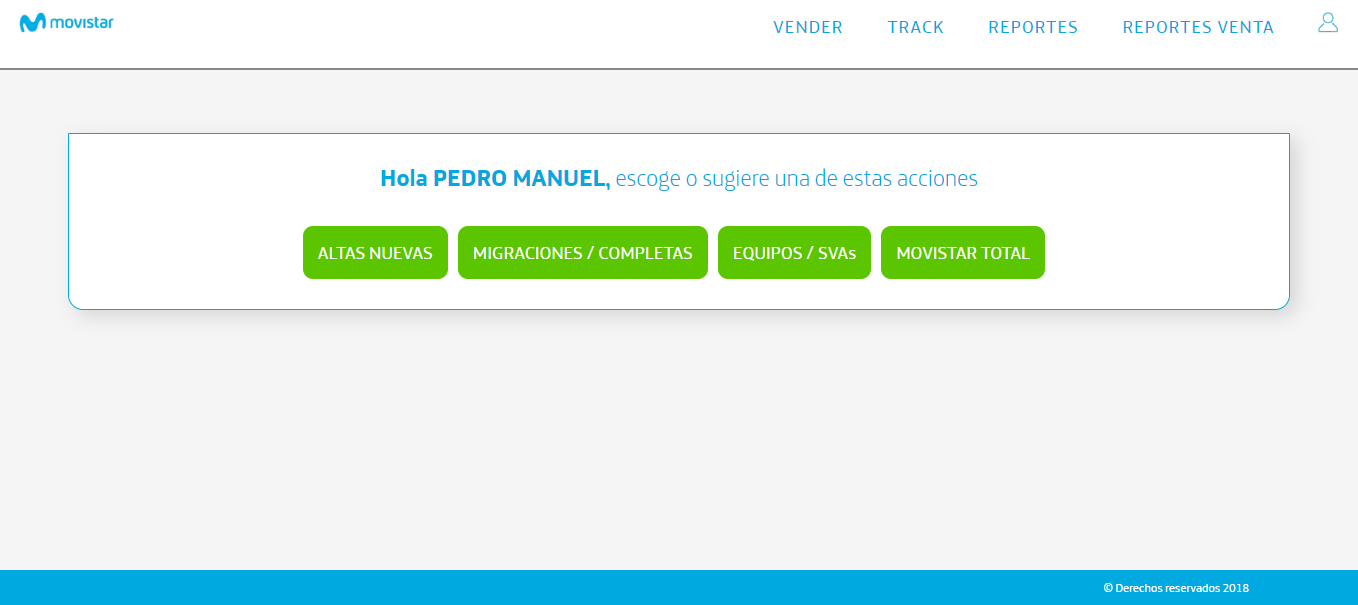 movistar
VENDER TRACK REPORTES REPORTES VENTA
Hola PEDRO MANUEL, escoge o sugiere una de estas acciones
ALTAS NUEVAS MIGRACIONES / COMPLETAS EQUIPOS / SVAs MOVISTAR TOTAL
© Derechos reservados 2018